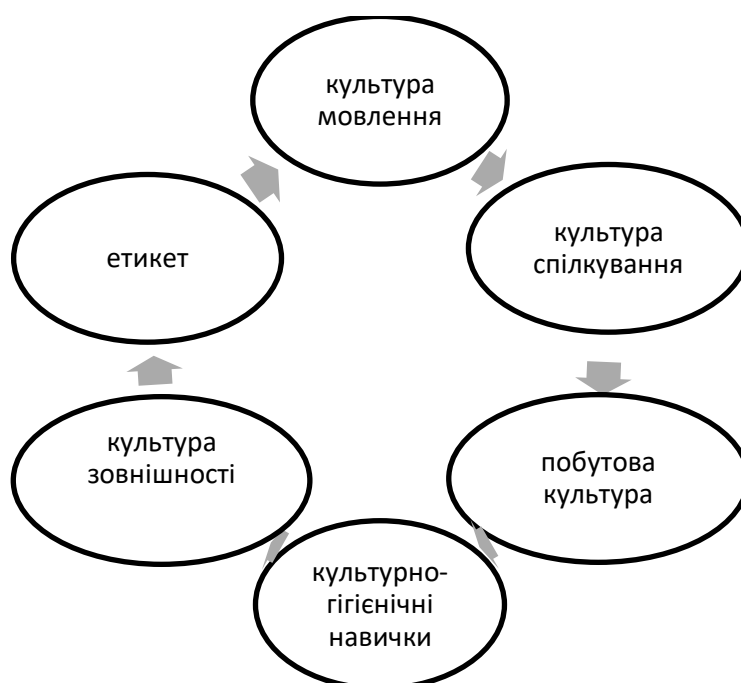 культура
мовлення
культура
спілкування
побутова
культура
культурно-
гігієнічні
навички
культура
зовнішності
етикет